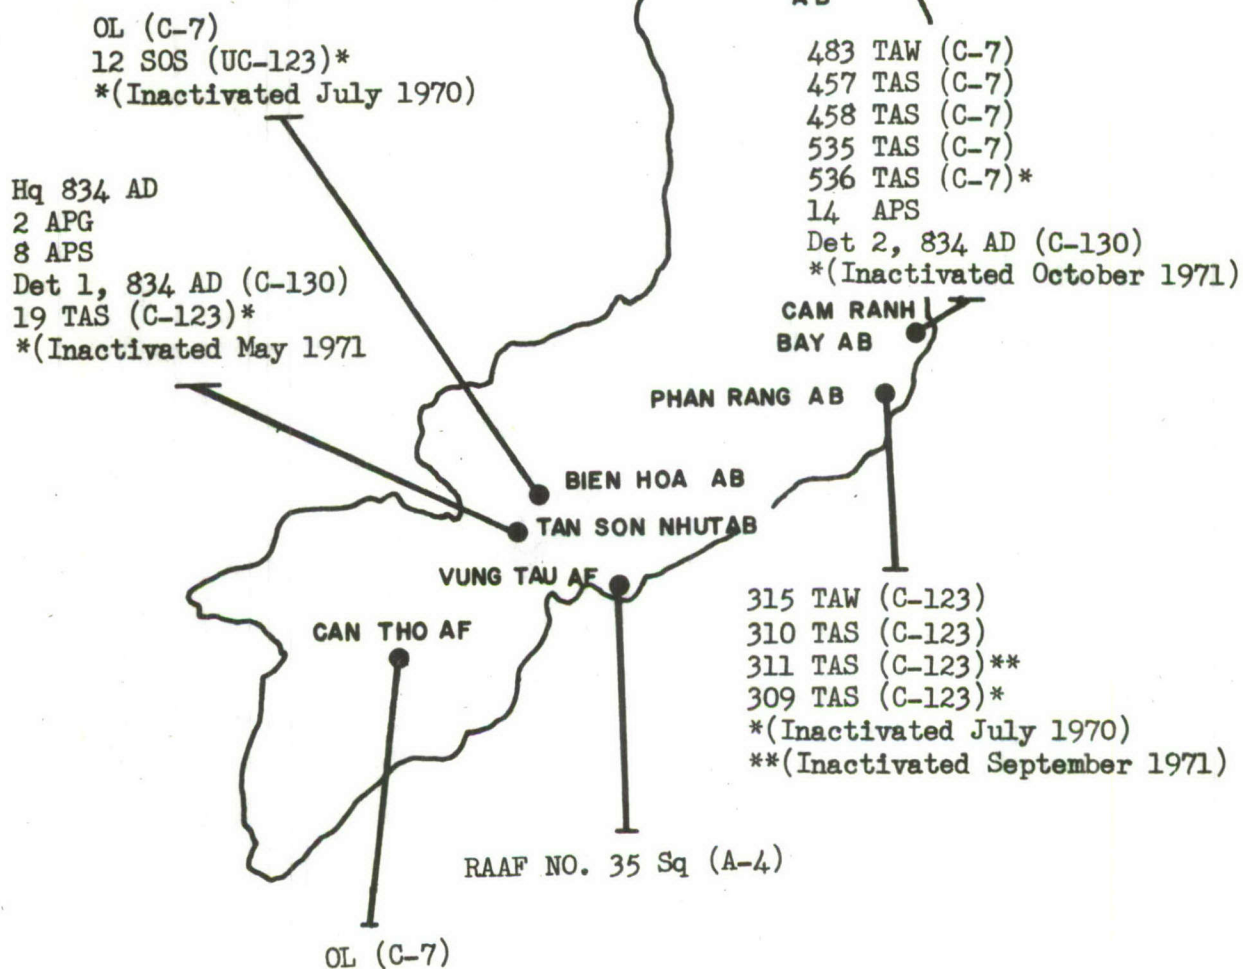 AB
OL (C-7)
12 SOS (UC-123)*
*(Inactivated July 1970)
483 TAW (C-7)
457 TAS (C-7)
458 TAS (C-7)
535 TAS (C-7)
536 TAS (C-7)*
14 APS
Det 2, 834 AD (C-130)
*(Inactivated October 1971)
Hq 834 AD
2 APG
8 APS
Det 1, 834 AD (C-130)
19 TAS (C-123)*
*(Inactivated May 1971
CAM RANH
BAY AB
PHAN RANG AB
BIEN HOA AB
TAN SON NHUT AB
VUNG TAU AF
CAN THO AF
315 TAW (C-123)
310 TAS (C-123)
311 TAS (C-123)**
309 TAS (C-123)*
*(Inactivated July 1970)
**(Inactivated September 1971)
RAAF NO. 35 Sq (A-4)
OL (C-7)